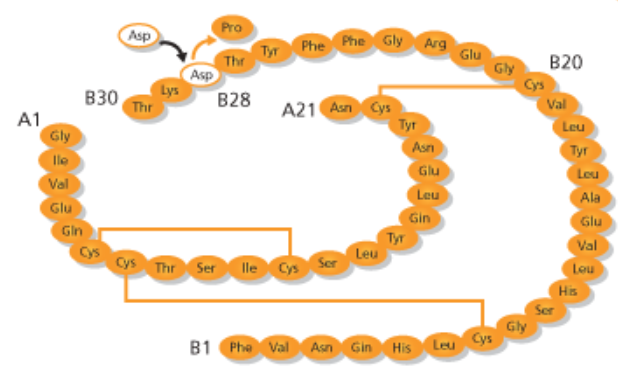 Asp
Pro
B30 Thr Lys Asp Thr Tyr Phe Phe Gly Arg Glu Gly Cys B20
B28
Val
Leu
Tyr
Leu
Ala
Glu
Val
Leu
His
Ser
Gly
A21 Asn Cys
Tyr
Asn
Glu
Leu
Gin
Tyr
A1
Gly
Ile
Val
Glu
Gln
Cys Cys Thr Ser Ile Cys Ser Leu
B1 Phe Val Asn Gin His Leu Cys